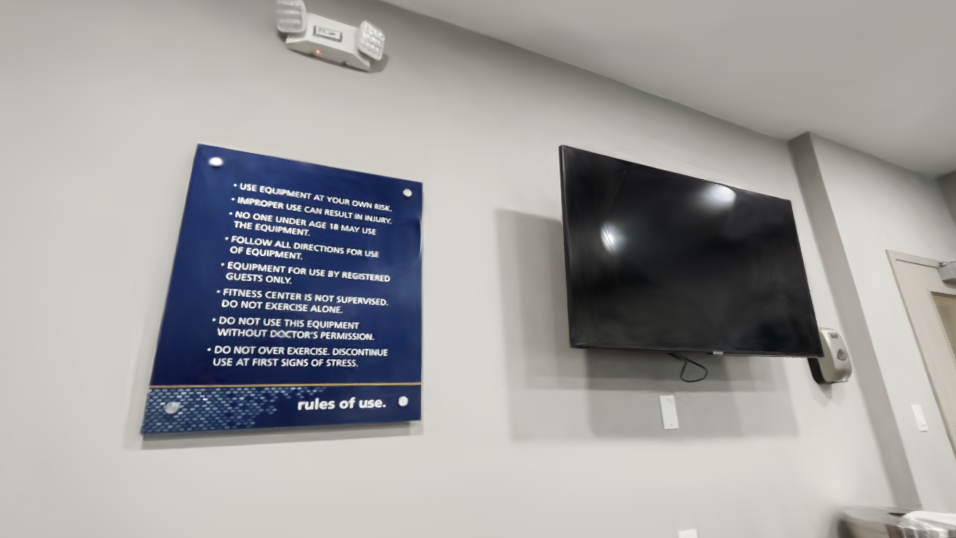 • USE EQUIPMENT AT YOUR OWN RISK.
• IMPROPER USE CAN RESULT IN INJURY.
• NO ONE UNDER AGE 18 MAY USE
THE EQUIPMENT.
• FOLLOW ALL DIRECTIONS FOR USE
OF EQUIPMENT.
• EQUIPMENT FOR USE BY REGISTERED
GUESTS ONLY.
• FITNESS CENTER IS NOT SUPERVISED.
DO NOT EXERCISE ALONE.
• DO NOT USE THIS EQUIPMENT
WITHOUT DOCTOR'S PERMISSION.
• DO NOT OVER EXERCISE. DISCONTINUE
USE AT FIRST SIGNS OF STRESS.
rules of use.